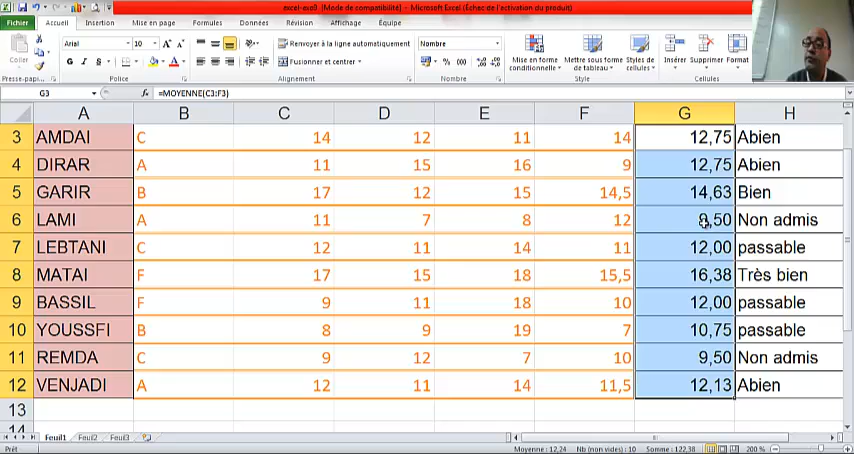 excel-exo3 [Mode de compatibilité] - Microsoft Excel (Échec de l'activation du produit)
Fichier Accueil Insertion Mise en page Formules Données Révision Affichage Équipe
Coller
Arial 10 A A
Renvoyer à la ligne automatiquement
Nombre
G I S
Fusionner et centrer
% 000
Mise en forme conditionnelle
Mettre sous forme de tableau
Styles de cellules
Insérer Supprimer Format
Presse-papi... Police Alignement Nombre Style Cellules
G3 fx =MOYENNE(C3:F3)
A B C D E F G H
3 AMDAI C 14 12 11 14 12,75 Abien
4 DIRAR A 11 15 16 9 12,75 Abien
5 GARIR B 17 12 15 14,5 14,63 Bien
6 LAMI A 11 7 8 12 9,50 Non admis
7 LEBTANI C 12 11 14 11 12,00 passable
8 MATAI F 17 15 18 15,5 16,38 Très bien
9 BASSIL F 9 11 18 10 12,00 passable
10 YOUSSFI B 8 9 19 7 10,75 passable
11 REMDA C 9 12 7 10 9,50 Non admis
12 VENJADI A 12 11 14 11,5 12,13 Abien
13
14
Feuil1 Feuil2 Feuil3
Prêt Moyenne : 12,24 Nb (non vides) : 10 Somme : 122,38 200 %